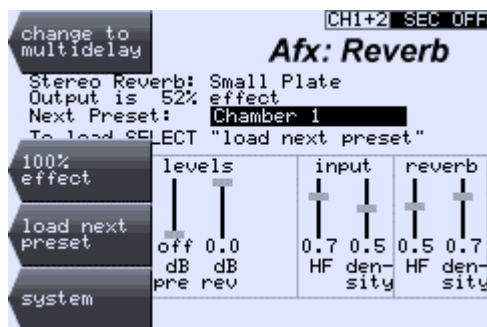 change to
multidelay
CH1+2 SEC OFF
Afx: Reverb
Stereo Reverb: Small Plate
Output is 52% effect
Next Preset: Chamber 1
To load SELECT "load next preset"
100%
effect
load next
preset
system
levels
off 0.0
dB dB
pre rev
input
0.7 0.5
HF den-
sity
reverb
0.5 0.7
HF den-
sity